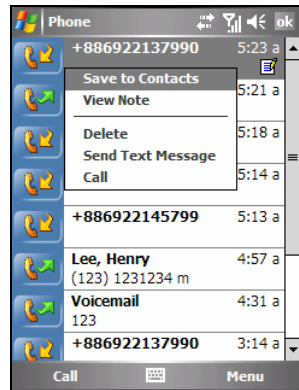 Phone ok
+886922137990 5:23 a
Save to Contacts
5:21 a
View Note
Delete 5:18 a
Send Text Message
5:14 a
Call
+886922145799 5:13 a
Lee, Henry 4:57 a
(123) 1231234 m
Voicemail 4:31 a
123
+886922137990 3:14 a
Call Menu